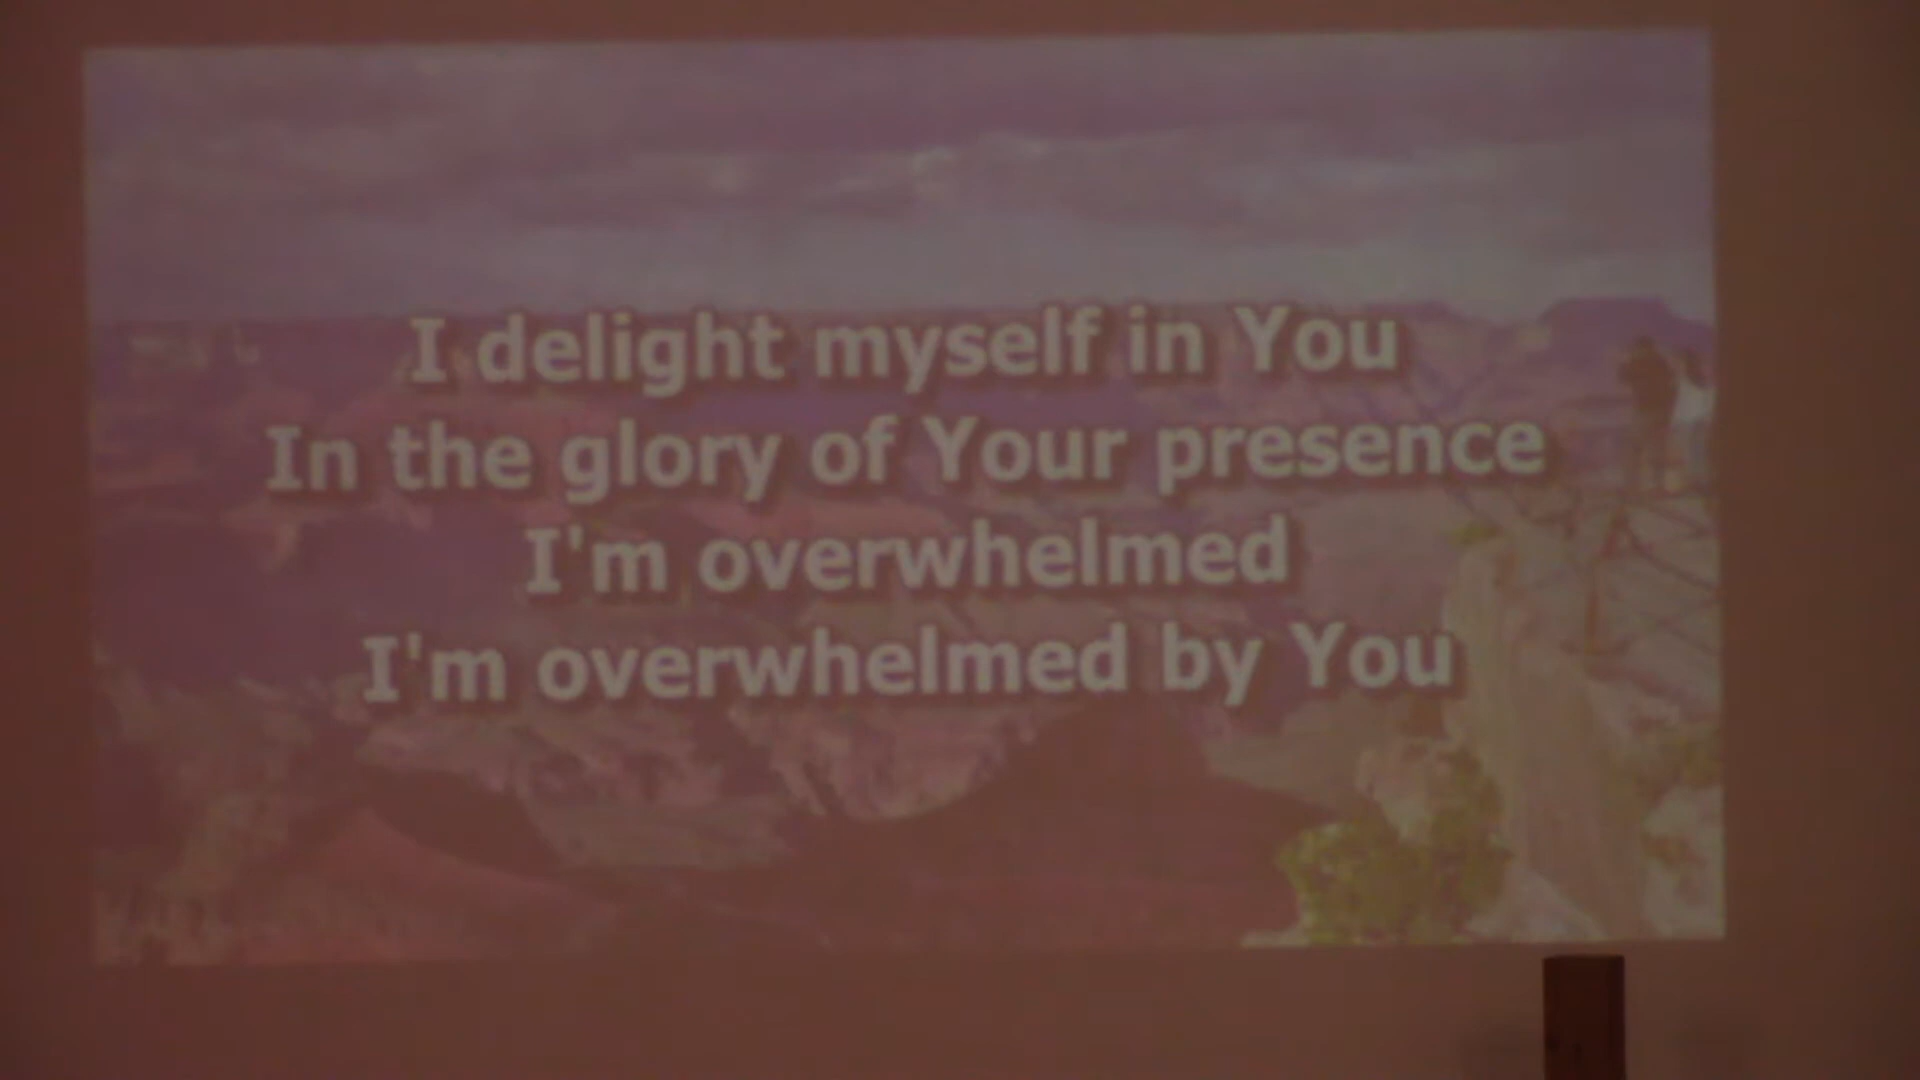 I delight myself in You
In the glory of Your presence
I'm overwhelmed
I'm overwhelmed by You